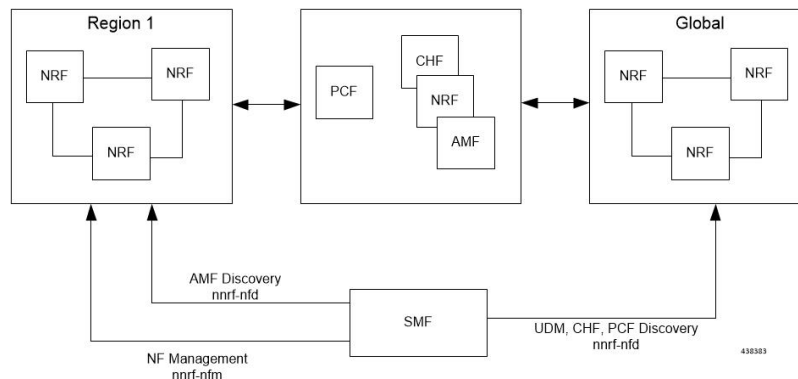 Region 1
Global
NRF
NRF
NRF
PCF
CHF
NRF
AMF
NRF
NRF
NRF
AMF Discovery
nnrf-nfd
SMF
UDM, CHF, PCF Discovery
nnrf-nfd
NF Management
nnrf-nfm
438383